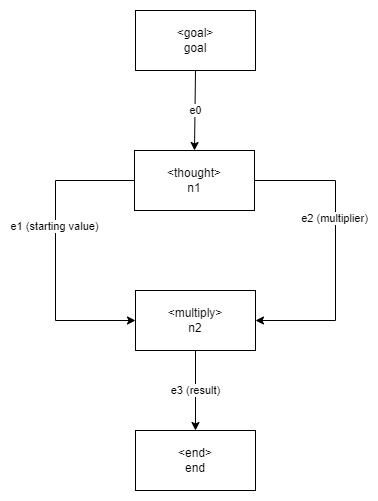 <goal>
goal
e0
<thought>
n1
e1 (starting value)
e2 (multiplier)
<multiply>
n2
e3 (result)
<end>
end